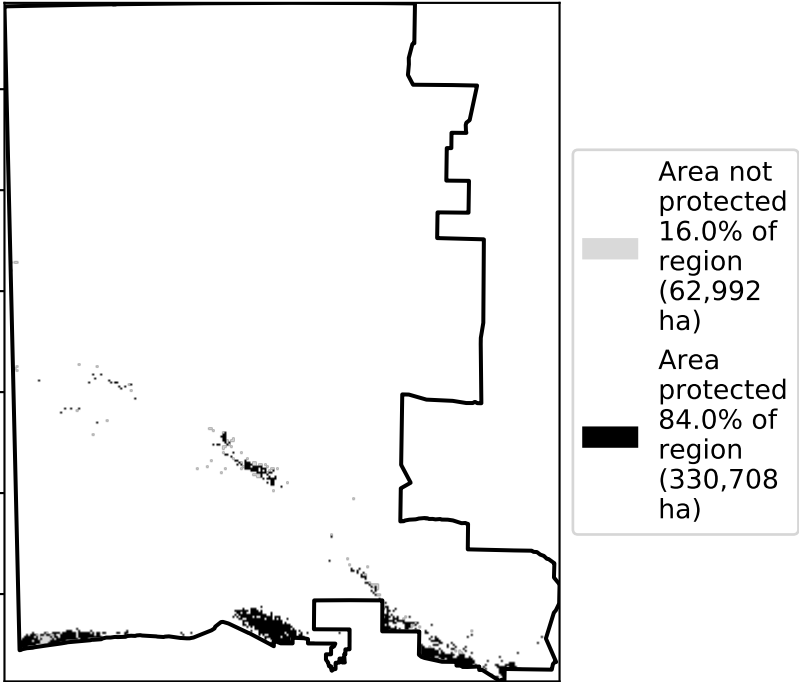 Area not
protected
16.0% of
region
(62,992
ha)
Area
protected
84.0% of
region
(330,708
ha)